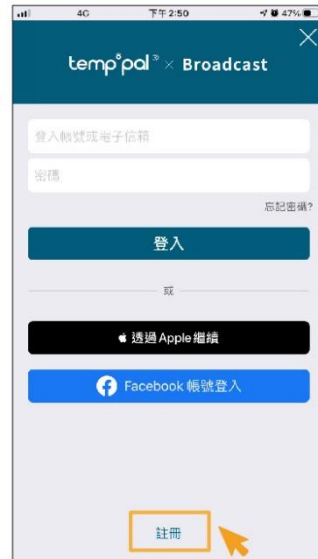 4G 下午2:50 47%
temp°pal × Broadcast
登入帳號或電子信箱
密碼
忘記密碼?
登入
或
透過 Apple 繼續
Facebook 帳號登入
註冊